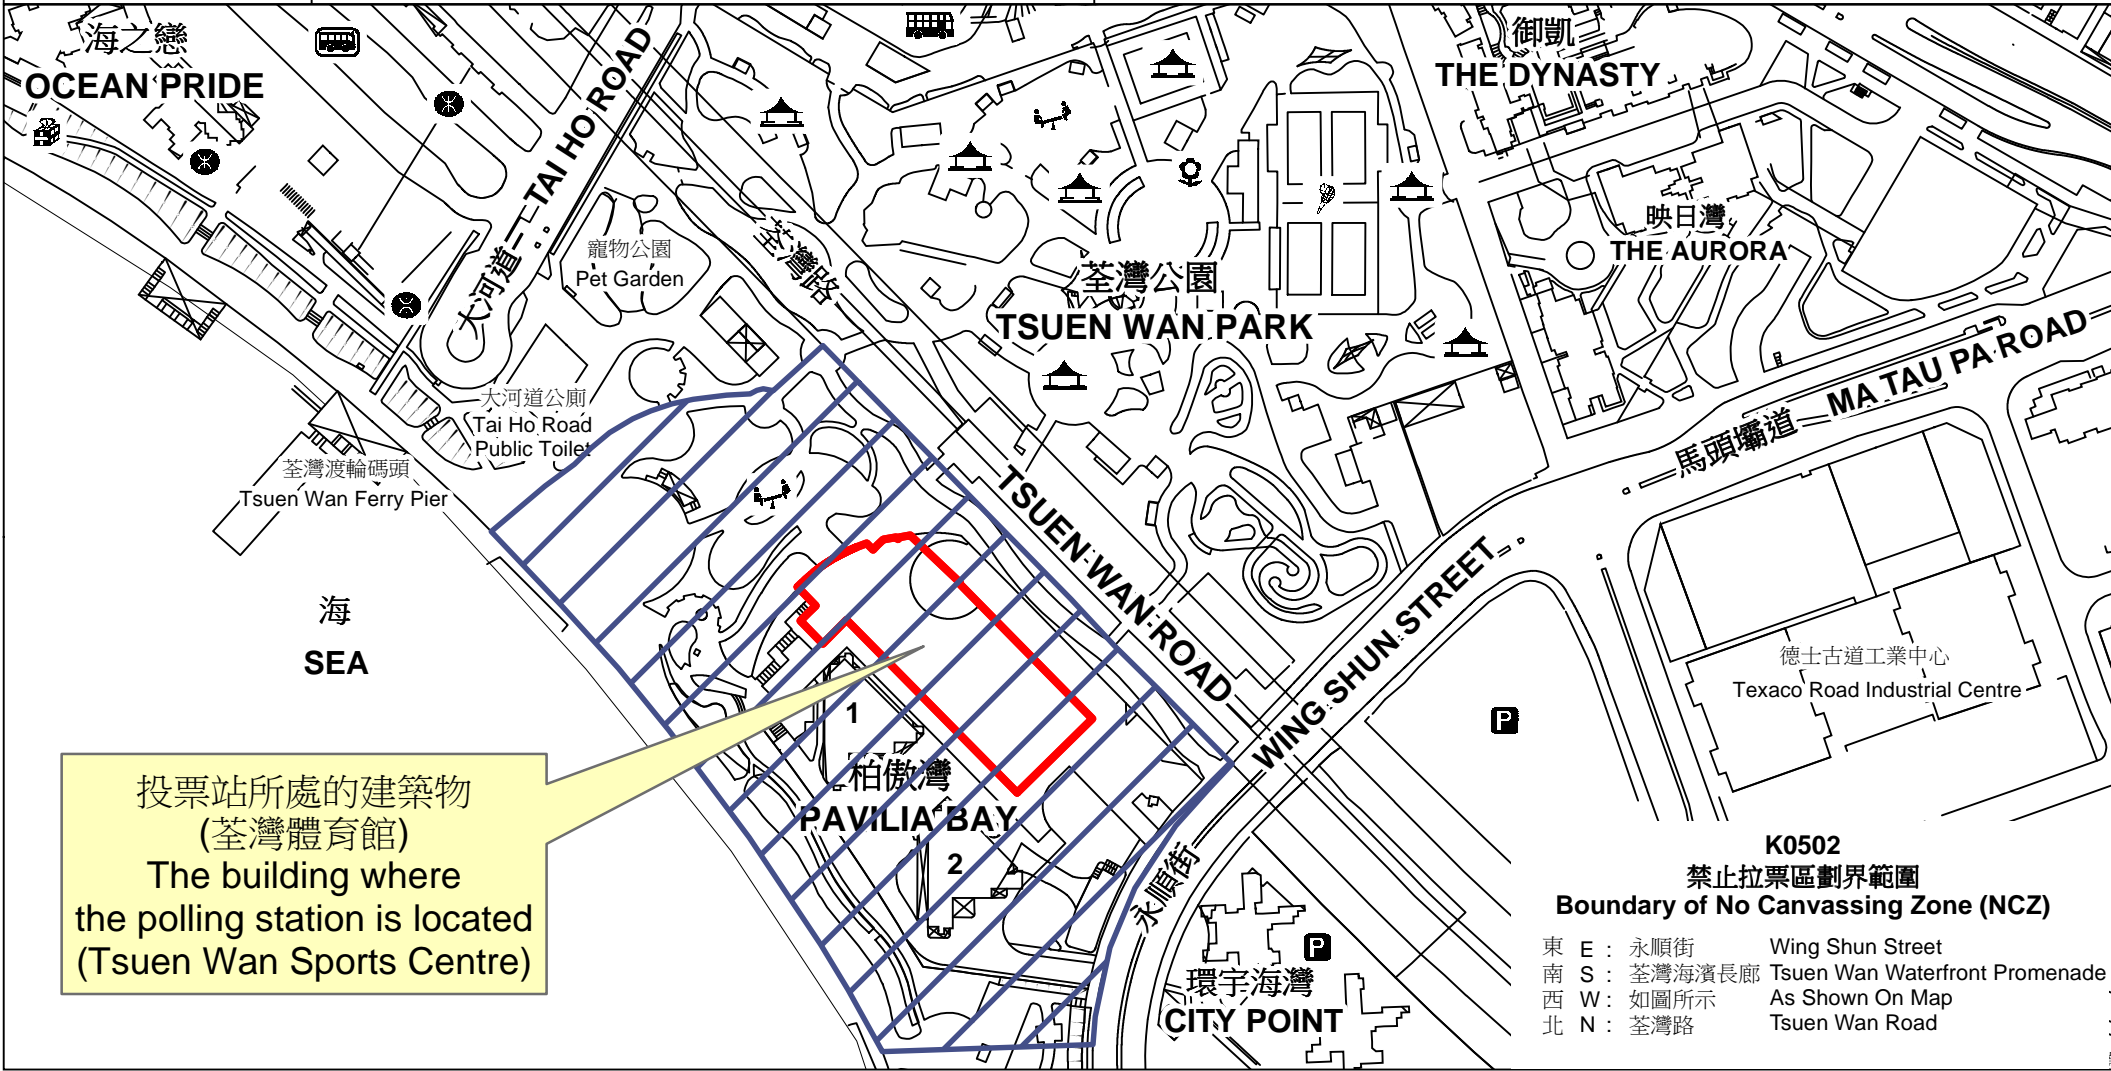 海之戀
OCEAN PRIDE
大河道
TAI HO ROAD
御凱
THE DYNASTY
映日灣
THE AURORA
寵物公園
Pet Garden
荃灣路
荃灣公園
TSUEN WAN PARK
馬頭壩道 MA TAU PA ROAD
大河道公廁
Tai Ho Road
Public Toilet
荃灣渡輪碼頭
Tsuen Wan Ferry Pier
TSUEN WAN ROAD
WING SHUN STREET
海
SEA
德士古道工業中心
Texaco Road Industrial Centre
P
1
柏傲灣
PAVILIA BAY
2
投票站所處的建築物
(荃灣體育館)
The building where
the polling station is located
(Tsuen Wan Sports Centre)
永順街
P
環宇海灣
CITY POINT
K0502
禁止拉票區劃界範圍
Boundary of No Canvassing Zone (NCZ)
東 E : 永順街 Wing Shun Street
南 S : 荃灣海濱長廊 Tsuen Wan Waterfront Promenade
西 W : 如圖所示 As Shown On Map
北 N : 荃灣路 Tsuen Wan Road